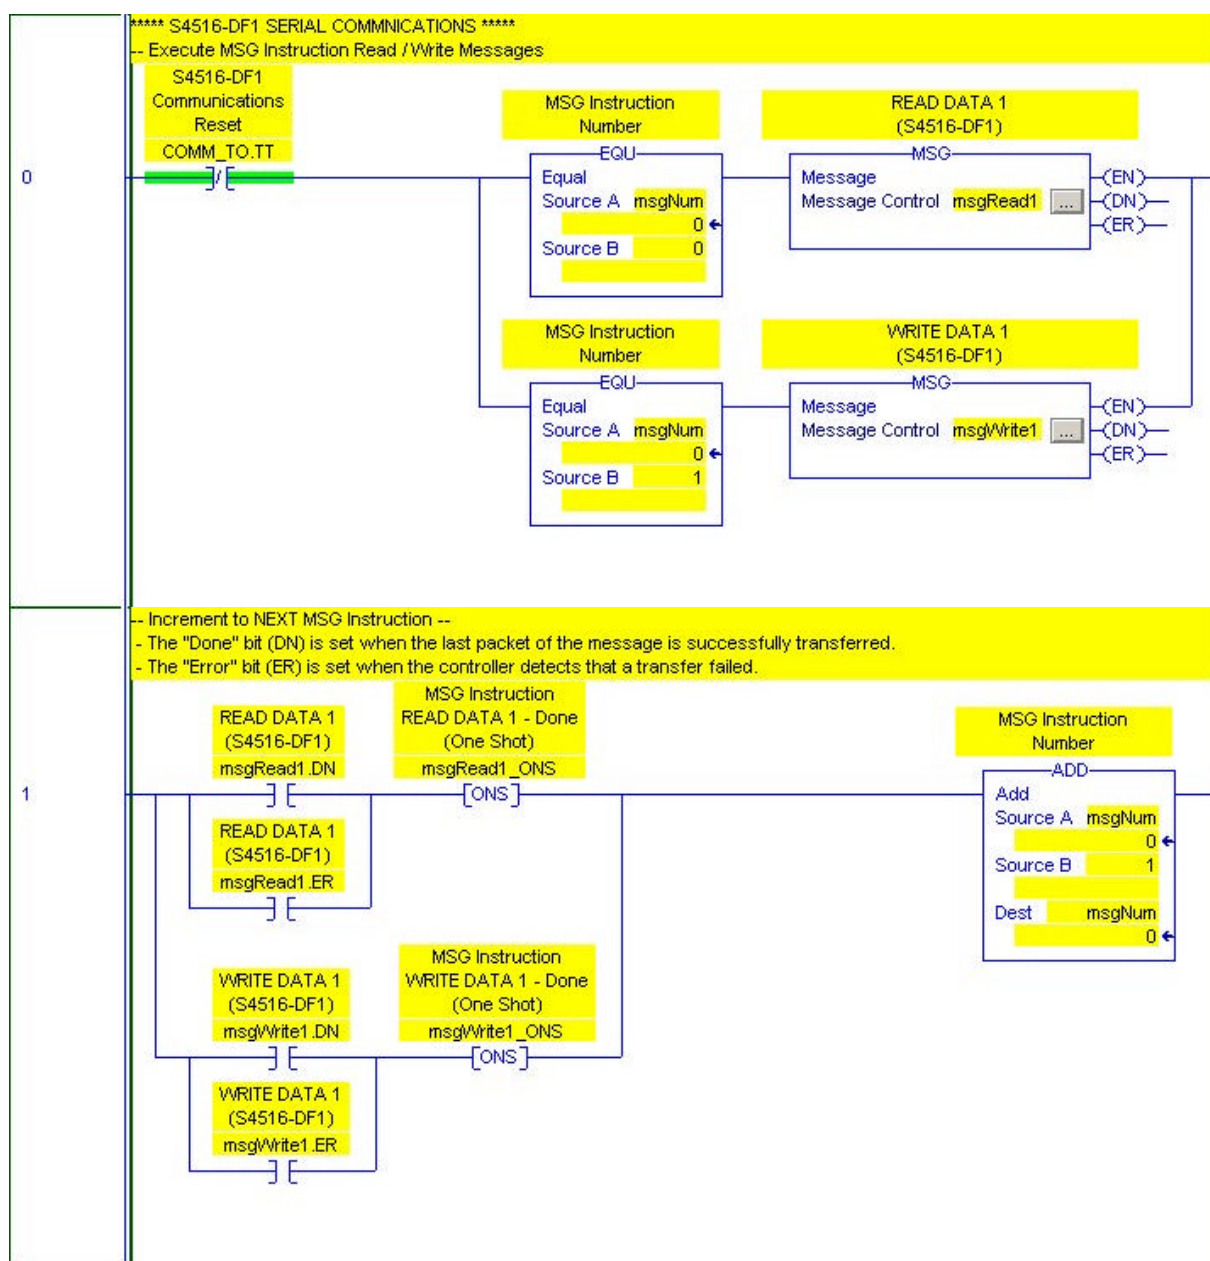 ***** S4516-DF1 SERIAL COMMNICATIONS *****
-- Execute MSG Instruction Read / Write Messages
S4516-DF1
Communications
Reset
COMM_TO.TT
0
MSG Instruction
Number
EQU
Equal
Source A msgNum
0
Source B 0
READ DATA 1
(S4516-DF1)
MSG
Message
Message Control msgRead1 ...
EN
DN
ER
MSG Instruction
Number
EQU
Equal
Source A msgNum
0
Source B 1
WRITE DATA 1
(S4516-DF1)
MSG
Message
Message Control msgWrite1 ...
EN
DN
ER
-- Increment to NEXT MSG Instruction --
- The "Done" bit (DN) is set when the last packet of the message is successfully transferred.
- The "Error" bit (ER) is set when the controller detects that a transfer failed.
1
READ DATA 1
(S4516-DF1)
msgRead1.DN
MSG Instruction
READ DATA 1 - Done
(One Shot)
msgRead1_ONS
ONS
READ DATA 1
(S4516-DF1)
msgRead1.ER
WRITE DATA 1
(S4516-DF1)
msgWrite1.DN
MSG Instruction
WRITE DATA 1 - Done
(One Shot)
msgWrite1_ONS
ONS
WRITE DATA 1
(S4516-DF1)
msgWrite1.ER
MSG Instruction
Number
ADD
Add
Source A msgNum
0
Source B 1
Dest msgNum
0